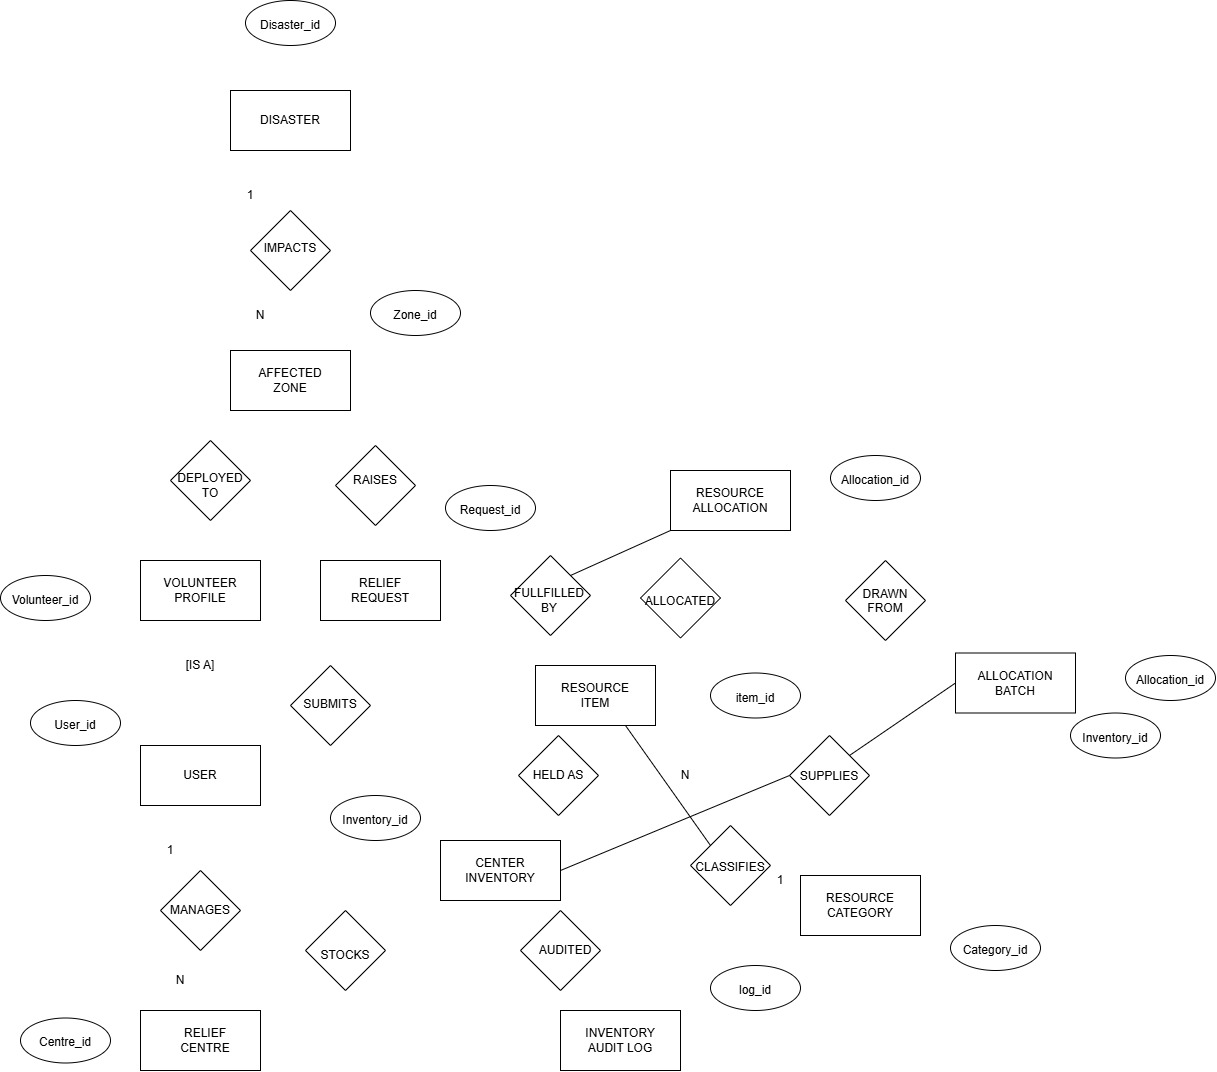 Disaster_id
DISASTER
1
IMPACTS
N
Zone_id
AFFECTED
ZONE
DEPLOYED
TO
RAISES
Request_id
RESOURCE
ALLOCATION
Allocation_id
Volunteer_id
VOLUNTEER
PROFILE
RELIEF
REQUEST
FULLFILLED
BY
ALLOCATED
DRAWN
FROM
[IS A]
SUBMITS
RESOURCE
ITEM
item_id
ALLOCATION
BATCH
Allocation_id
Inventory_id
User_id
USER
HELD AS
N
SUPPLIES
Inventory_id
1
CENTER
INVENTORY
CLASSIFIES
1
RESOURCE
CATEGORY
MANAGES
STOCKS
AUDITED
Category_id
N
log_id
Centre_id
RELIEF
CENTRE
INVENTORY
AUDIT LOG